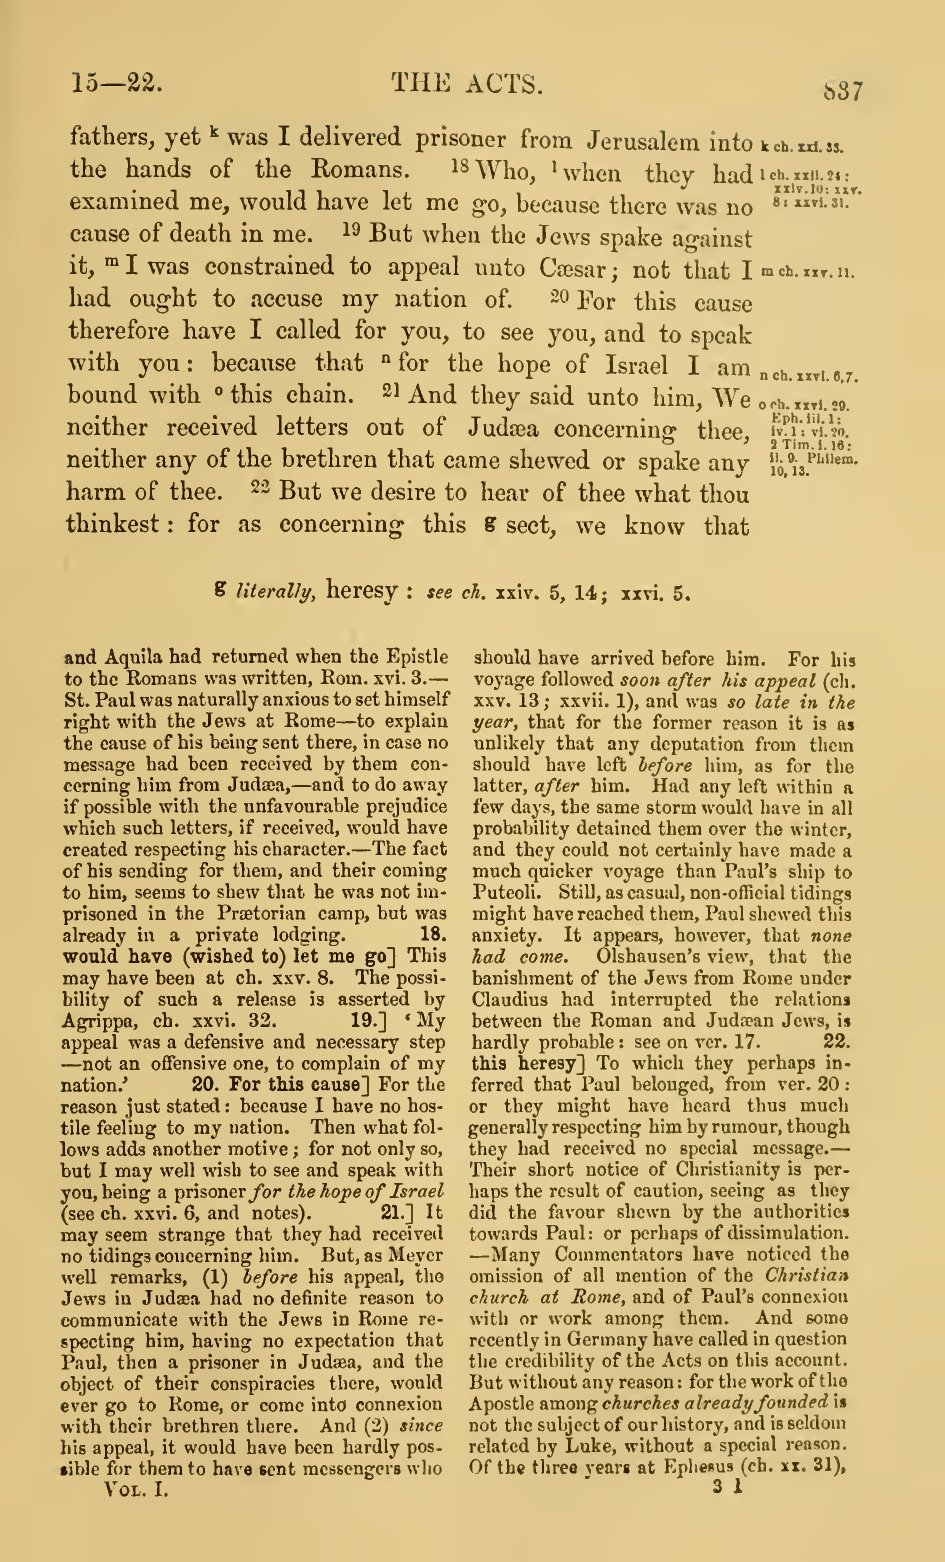 15—22. THE ACTS. 837
fathers, yet k was I delivered prisoner from Jerusalem into
the hands of the Romans. 18 Who, l when they had
examined me, would have let me go, because there was no
cause of death in me. 19 But when the Jews spake against
it, m I was constrained to appeal unto Cæsar; not that I
had ought to accuse my nation of. 20 For this cause
therefore have I called for you, to see you, and to speak
with you: because that n for the hope of Israel I am
bound with o this chain. 21 And they said unto him, We
neither received letters out of Judæa concerning thee,
neither any of the brethren that came shewed or spake any
harm of thee. 22 But we desire to hear of thee what thou
thinkest: for as concerning this g sect, we know that
k ch. xxi. 33.
l ch. xxii. 24:
xxiv. 10: xxv.
8: xxvi. 31.
m ch. xxv. 11.
n ch. xxvi. 6,7.
o ch. xxvi. 29.
Eph. iii. 1:
iv. 1: vi. 20.
2 Tim. i. 16:
ii. 9. Philem.
10, 13.
g literally, heresy: see ch. xxiv. 5, 14; xxvi. 5.
and Aquila had returned when the Epistle
to the Romans was written, Rom. xvi. 3.—
St. Paul was naturally anxious to set himself
right with the Jews at Rome—to explain
the cause of his being sent there, in case no
message had been received by them con-
cerning him from Judæa,—and to do away
if possible with the unfavourable prejudice
which such letters, if received, would have
created respecting his character.—The fact
of his sending for them, and their coming
to him, seems to shew that he was not im-
prisoned in the Prætorian camp, but was
already in a private lodging. 18.
would have (wished to) let me go] This
may have been at ch. xxv. 8. The possi-
bility of such a release is asserted by
Agrippa, ch. xxvi. 32. 19.] ‘My
appeal was a defensive and necessary step
—not an offensive one, to complain of my
nation.’ 20. For this cause] For the
reason just stated: because I have no hos-
tile feeling to my nation. Then what fol-
lows adds another motive; for not only so,
but I may well wish to see and speak with
you, being a prisoner for the hope of Israel
(see ch. xxvi. 6, and notes). 21.] It
may seem strange that they had received
no tidings concerning him. But, as Meyer
well remarks, (1) before his appeal, the
Jews in Judæa had no definite reason to
communicate with the Jews in Rome re-
specting him, having no expectation that
Paul, then a prisoner in Judæa, and the
object of their conspiracies there, would
ever go to Rome, or come into connexion
with their brethren there. And (2) since
his appeal, it would have been hardly pos-
sible for them to have sent messengers who
should have arrived before him. For his
voyage followed soon after his appeal (ch.
xxv. 13; xxvii. 1), and was so late in the
year, that for the former reason it is as
unlikely that any deputation from them
should have left before him, as for the
latter, after him. Had any left within a
few days, the same storm would have in all
probability detained them over the winter,
and they could not certainly have made a
much quicker voyage than Paul's ship to
Puteoli. Still, as casual, non-official tidings
might have reached them, Paul shewed this
anxiety. It appears, however, that none
had come. Olshausen's view, that the
banishment of the Jews from Rome under
Claudius had interrupted the relations
between the Roman and Judæan Jews, is
hardly probable: see on ver. 17. 22.
this heresy] To which they perhaps in-
ferred that Paul belonged, from ver. 20:
or they might have heard thus much
generally respecting him by rumour, though
they had received no special message.—
Their short notice of Christianity is per-
haps the result of caution, seeing as they
did the favour shewn by the authorities
towards Paul: or perhaps of dissimulation.
—Many Commentators have noticed the
omission of all mention of the Christian
church at Rome, and of Paul's connexion
with or work among them. And some
recently in Germany have called in question
the credibility of the Acts on this account.
But without any reason: for the work of the
Apostle among churches already founded is
not the subject of our history, and is seldom
related by Luke, without a special reason.
Of the three years at Ephesus (ch. xx. 31),
VOL. I. 3 I